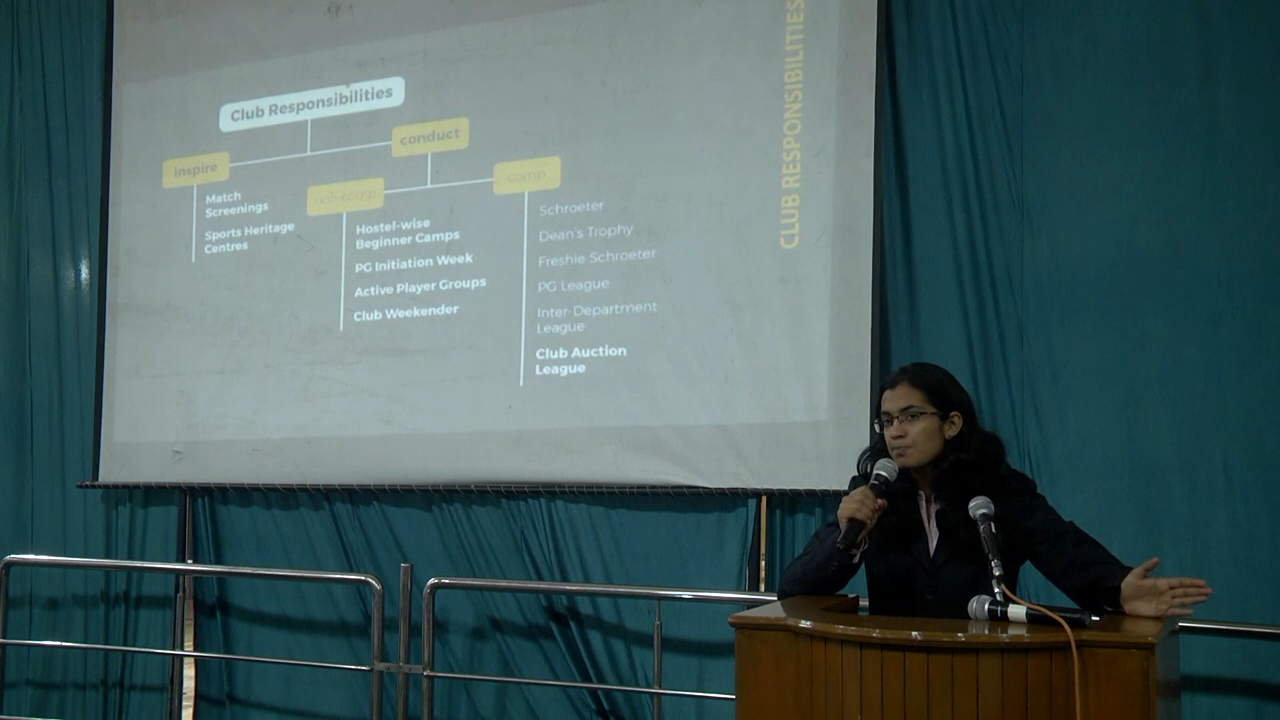 Club Responsibilities
conduct
inspire
comp
Match
Screenings
Sports Heritage
Centres
Hostel-wise
Beginner Camps
PG Initiation Week
Active Player Groups
Club Weekender
Schroeter
Dean's Trophy
Freshie Schroeter
PG League
Inter-Department
League
Club Auction
League
CLUB RESPONSIBILITIES